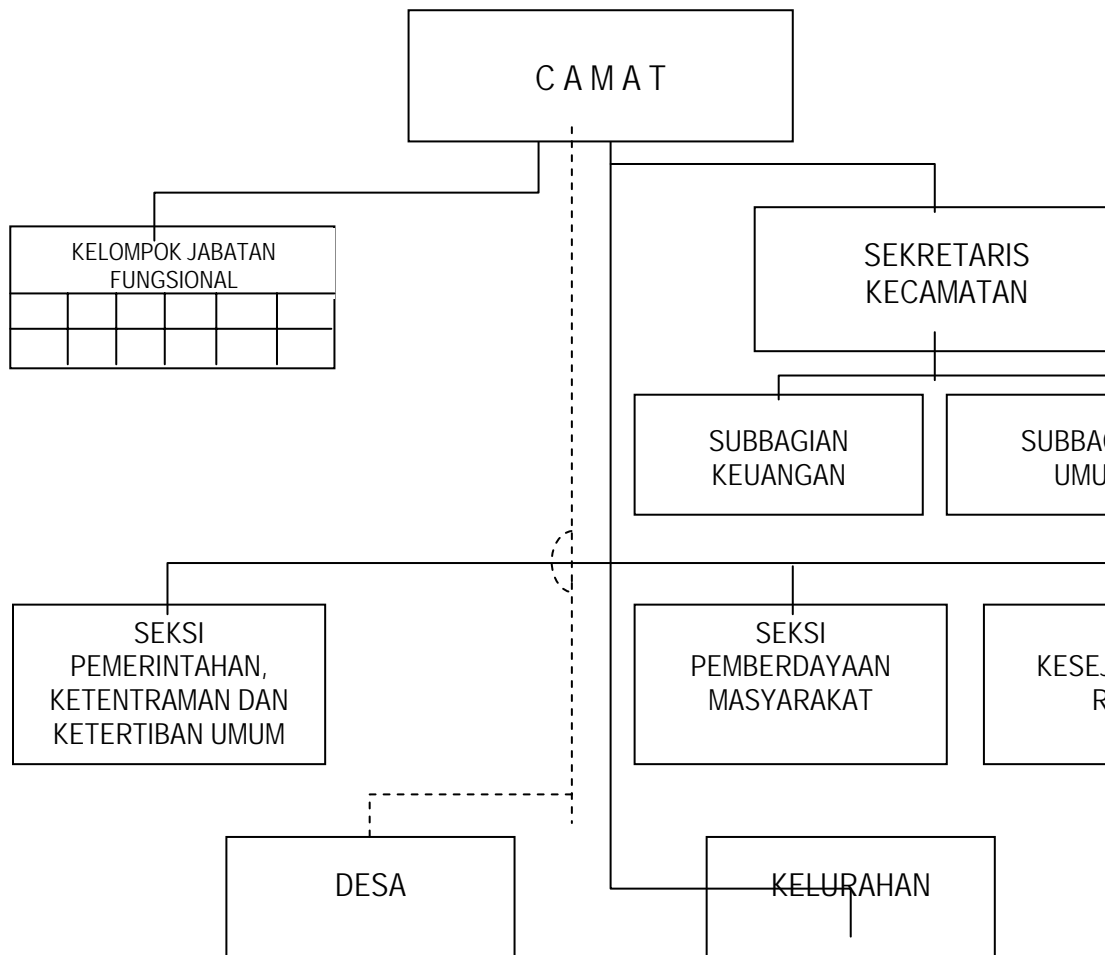 C A M A T
KELOMPOK JABATAN
FUNGSIONAL
SEKRETARIS
KECAMATAN
SUBBAGIAN
KEUANGAN
SEKSI
PEMERINTAHAN,
KETENTRAMAN DAN
KETERTIBAN UMUM
SEKSI
PEMBERDAYAAN
MASYARAKAT
DESA
KELURAHAN